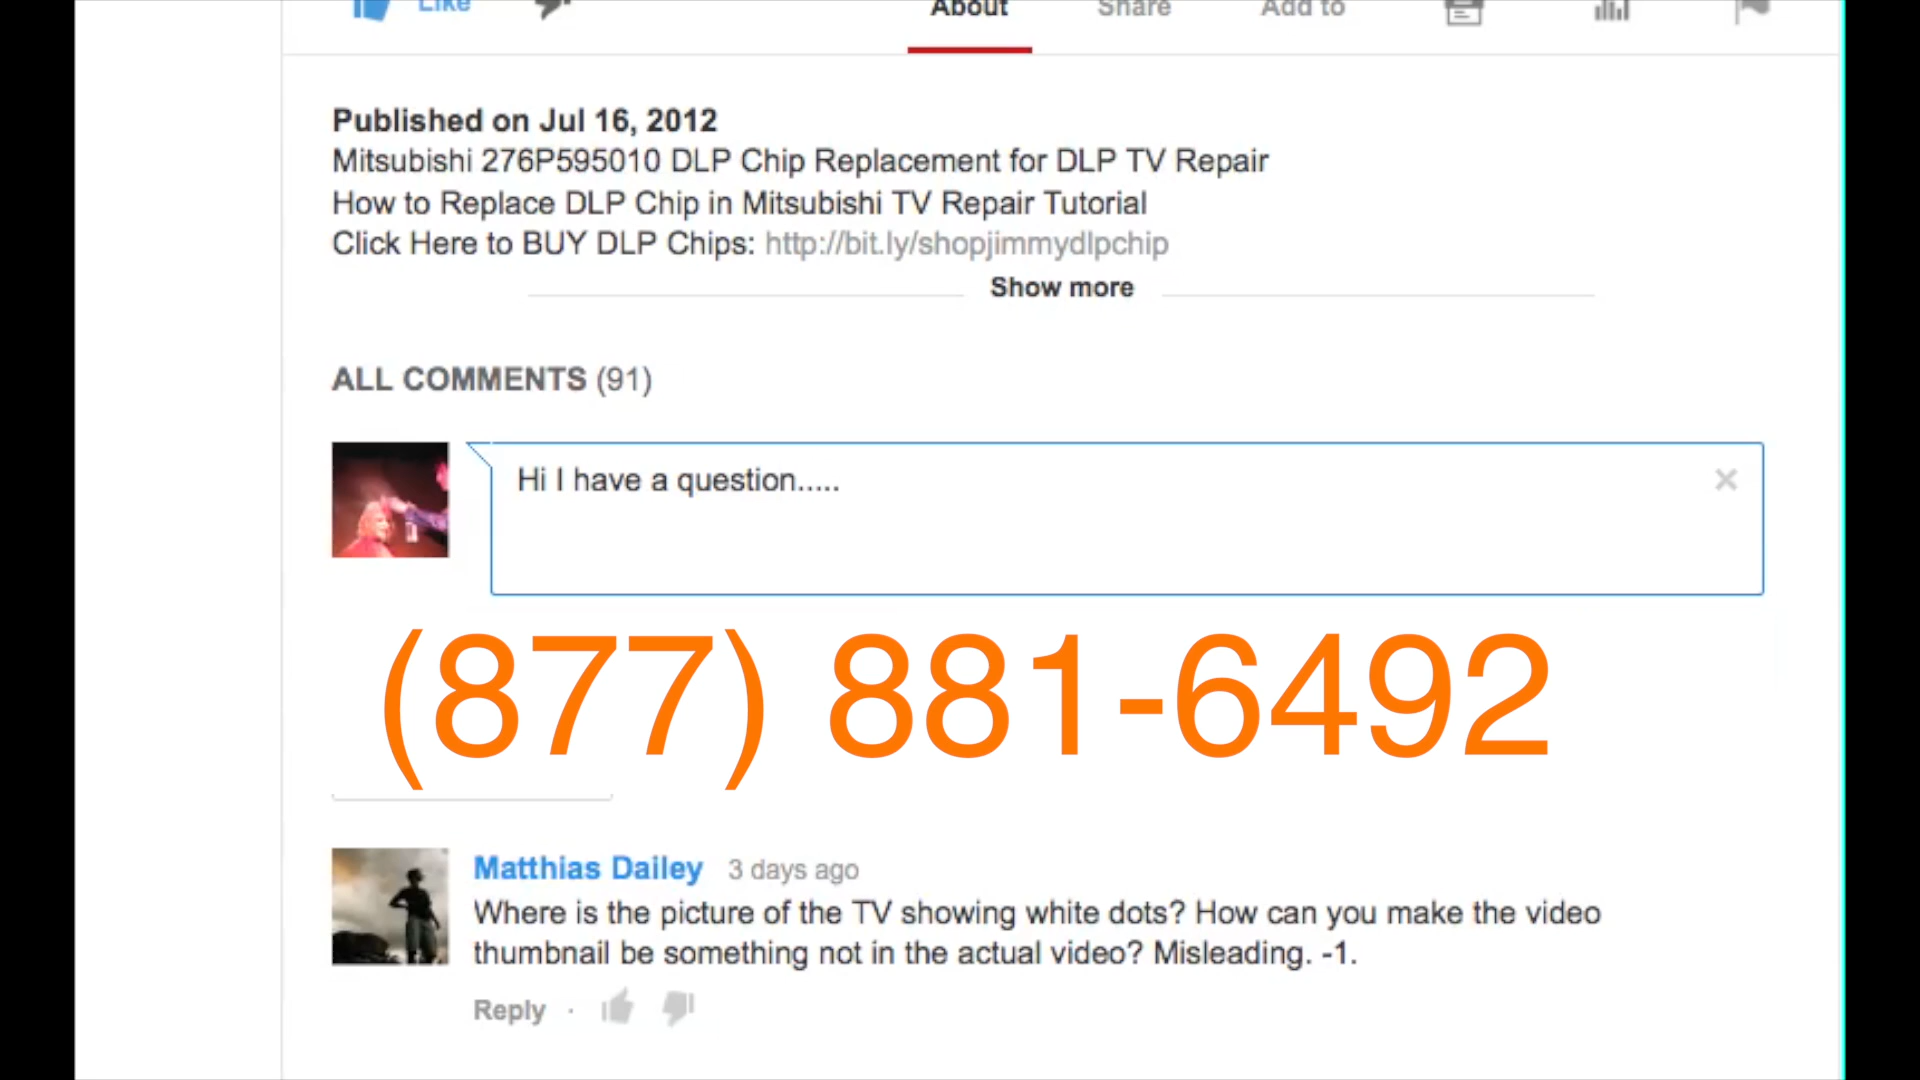 Like
About Share Add to
Published on Jul 16, 2012
Mitsubishi 276P595010 DLP Chip Replacement for DLP TV Repair
How to Replace DLP Chip in Mitsubishi TV Repair Tutorial
Click Here to BUY DLP Chips: http://bit.ly/shopjimmydlpchip
Show more
ALL COMMENTS (91)
Hi I have a question.....
(877) 881-6492
Matthias Dailey 3 days ago
Where is the picture of the TV showing white dots? How can you make the video
thumbnail be something not in the actual video? Misleading. -1.
Reply ·